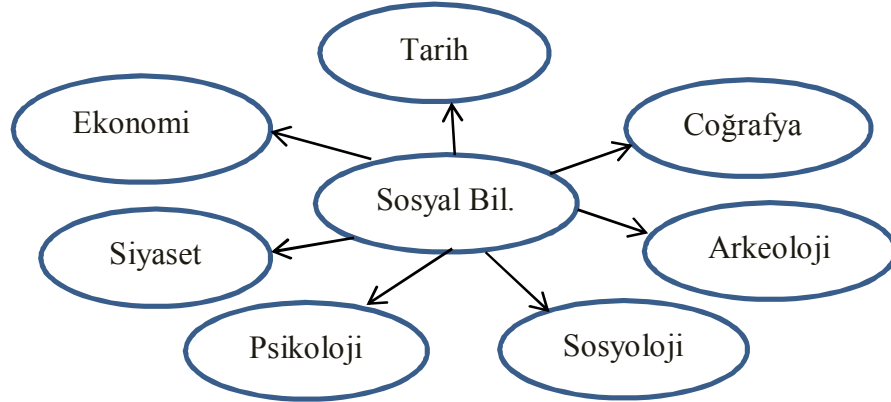 Tarih
Ekonomi
Coğrafya
Sosyal Bil.
Siyaset
Arkeoloji
Psikoloji
Sosyoloji